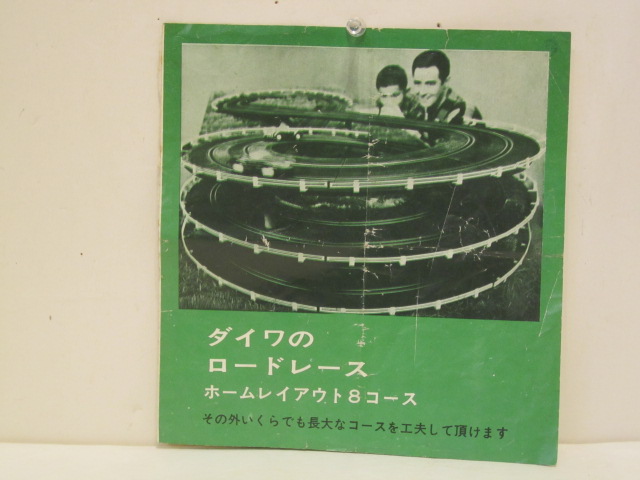 ダイワの
ロードレース
ホームレイアウト8コース
その外いくらでも長大なコースを工夫して頂けます